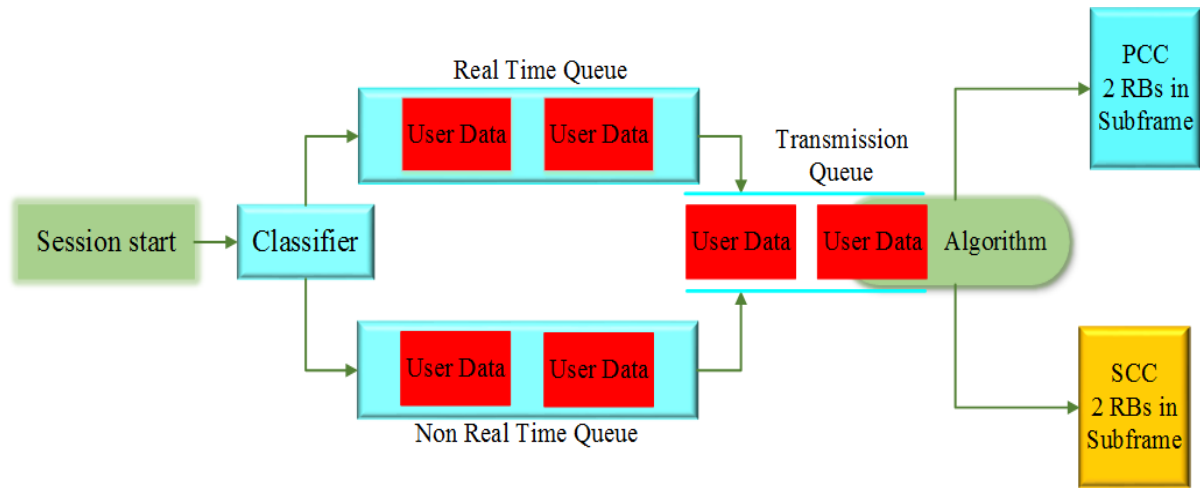 Session start
Classifier
Real Time Queue
User Data
User Data
User Data
User Data
Non Real Time Queue
Transmission
Queue
User Data
User Data
Algorithm
PCC
2 RBs in
Subframe
SCC
2 RBs in
Subframe